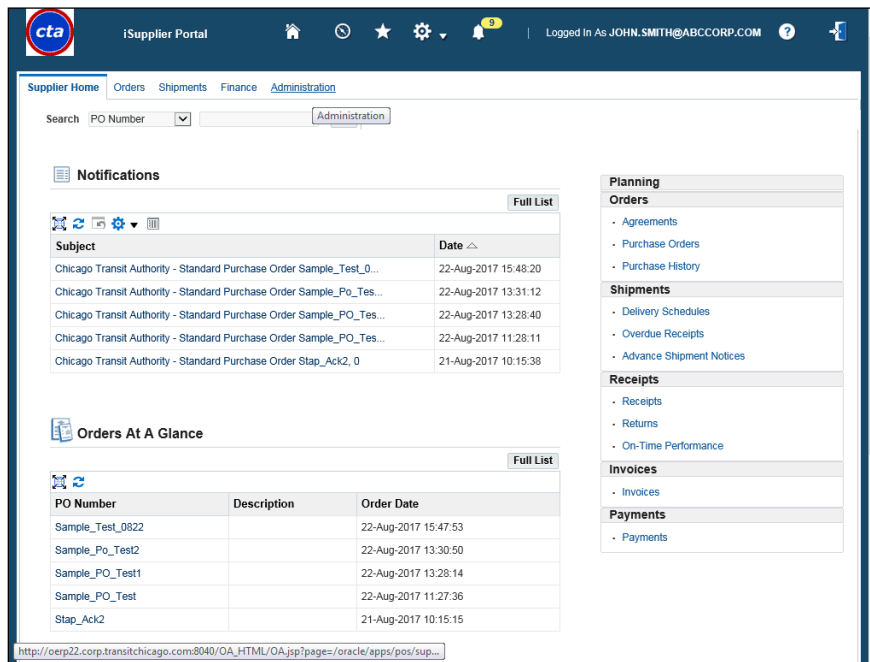 cta
iSupplier Portal
9
Logged In As JOHN.SMITH@ABCCORP.COM
?
Supplier Home Orders Shipments Finance Administration
Search PO Number
Administration
Notifications
Full List
Subject Date
Chicago Transit Authority - Standard Purchase Order Sample_Test_0... 22-Aug-2017 15:48:20
Chicago Transit Authority - Standard Purchase Order Sample_Po_Tes... 22-Aug-2017 13:31:12
Chicago Transit Authority - Standard Purchase Order Sample_PO_Tes... 22-Aug-2017 13:28:40
Chicago Transit Authority - Standard Purchase Order Sample_PO_Tes... 22-Aug-2017 11:28:11
Chicago Transit Authority - Standard Purchase Order Stap_Ack2, 0 21-Aug-2017 10:15:38
Orders At A Glance
Full List
PO Number Description Order Date
Sample_Test_0822 22-Aug-2017 15:47:53
Sample_Po_Test2 22-Aug-2017 13:30:50
Sample_PO_Test1 22-Aug-2017 13:28:14
Sample_PO_Test 22-Aug-2017 11:27:36
Stap_Ack2 21-Aug-2017 10:15:15
Planning
Orders
Agreements
Purchase Orders
Purchase History
Shipments
Delivery Schedules
Overdue Receipts
Advance Shipment Notices
Receipts
Receipts
Returns
On-Time Performance
Invoices
Invoices
Payments
Payments
http://oerp22.corp.transitchicago.com:8040/OA_HTML/OA.jsp?page=/oracle/apps/pos/sup...